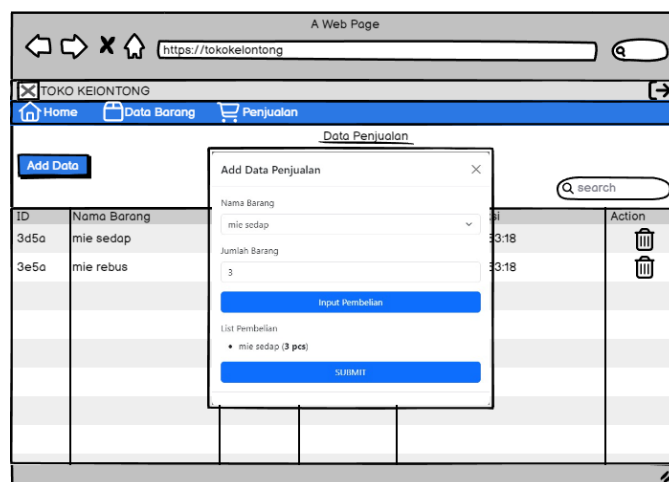 A Web Page
https://tokokelontong
TOKO KElONTONG
Home Data Barang Penjualan
Data Penjualan
Add Data
search
ID Nama Barang Action
3d5a mie sedap 3:18
3e5a mie rebus 3:18
Add Data Penjualan
Nama Barang
mie sedap
Jumlah Barang
3
Input Pembelian
List Pembelian
• mie sedap (3 pcs)
SUBMIT